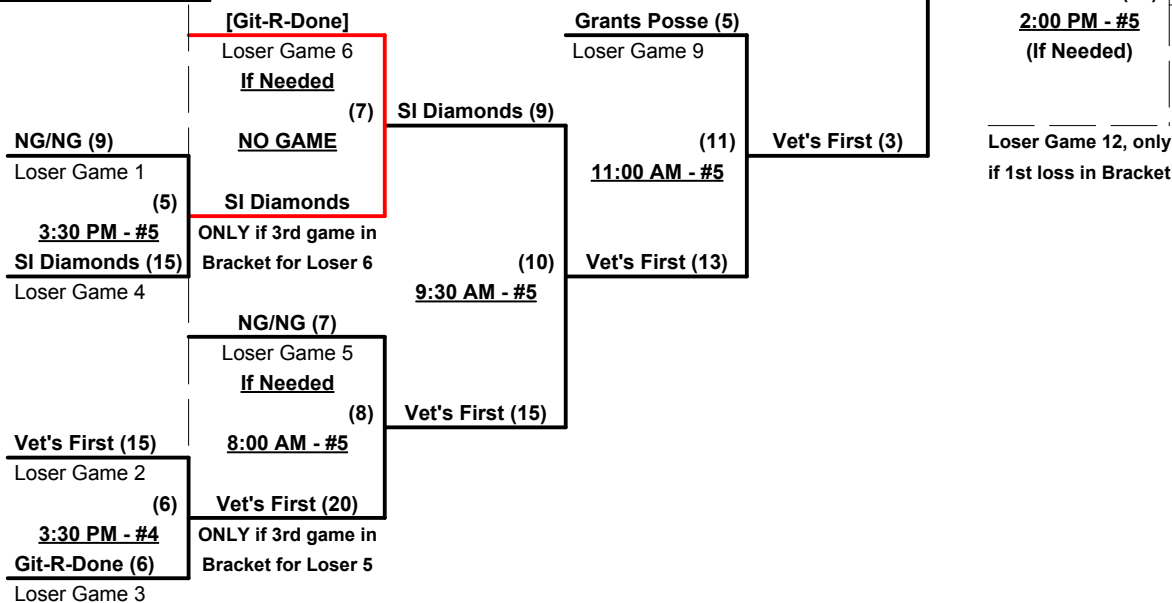 [Git-R-Done]
Loser Game 6
If Needed
(7)
NO GAME
SI Diamonds
ONLY if 3rd game in
Bracket for Loser 6
NG/NG (9)
Loser Game 1
(5)
3:30 PM - #5
SI Diamonds (15)
Loser Game 4
NG/NG (7)
Loser Game 5
If Needed
(8)
8:00 AM - #5
Vet's First (20)
ONLY if 3rd game in
Bracket for Loser 5
Vet's First (15)
Loser Game 2
(6)
3:30 PM - #4
Git-R-Done (6)
Loser Game 3
SI Diamonds (9)
(10)
9:30 AM - #5
Vet's First (15)
Grants Posse (5)
Loser Game 9
(11)
11:00 AM - #5
Vet's First (13)
Vet's First (3)
2:00 PM - #5
(If Needed)
Loser Game 12, only
if 1st loss in Bracket